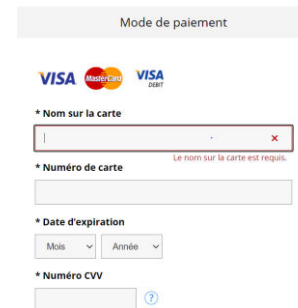 Mode de paiement
VISA MasterCard VISA
DEBIT
* Nom sur la carte
Le nom sur la carte est requis.
* Numéro de carte
* Date d'expiration
Mois Année
* Numéro CVV
?